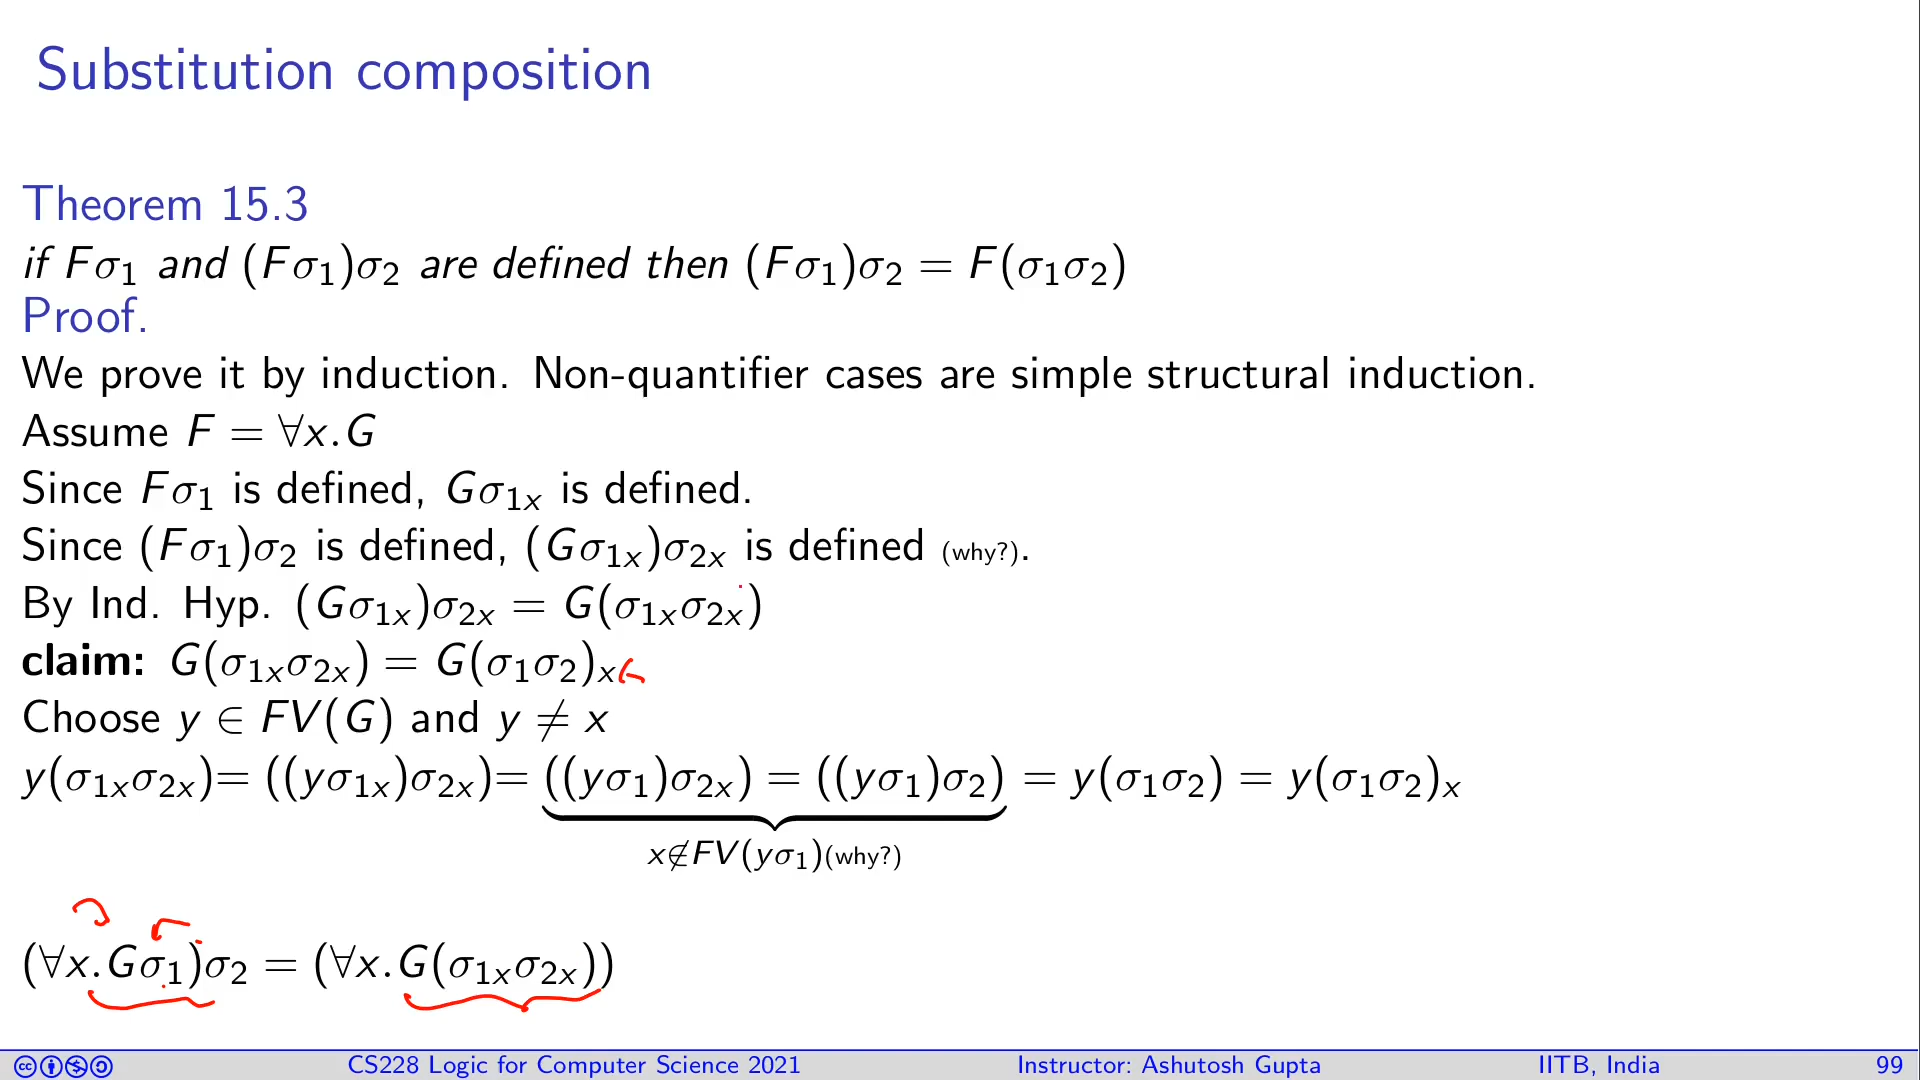 Substitution composition
Theorem 15.3
if Fσ₁ and (Fσ₁)σ₂ are defined then (Fσ₁)σ₂ = F(σ₁σ₂)
Proof.
We prove it by induction. Non-quantifier cases are simple structural induction.
Assume F = ∀x.G
Since Fσ₁ is defined, Gσ₁ₓ is defined.
Since (Fσ₁)σ₂ is defined, (Gσ₁ₓ)σ₂ₓ is defined (why?).
By Ind. Hyp. (Gσ₁ₓ)σ₂ₓ = G(σ₁ₓσ₂ₓ)
claim: G(σ₁ₓσ₂ₓ) = G(σ₁σ₂)ₓ
Choose y ∈ FV(G) and y ≠ x
y(σ₁ₓσ₂ₓ)= ((yσ₁ₓ)σ₂ₓ)= ((yσ₁)σ₂ₓ) = ((yσ₁)σ₂) = y(σ₁σ₂) = y(σ₁σ₂)ₓ
x∉FV(yσ₁)(why?)
(∀x.Gσ₁)σ₂ = (∀x.G(σ₁ₓσ₂ₓ))
CS228 Logic for Computer Science 2021 Instructor: Ashutosh Gupta IITB, India 99